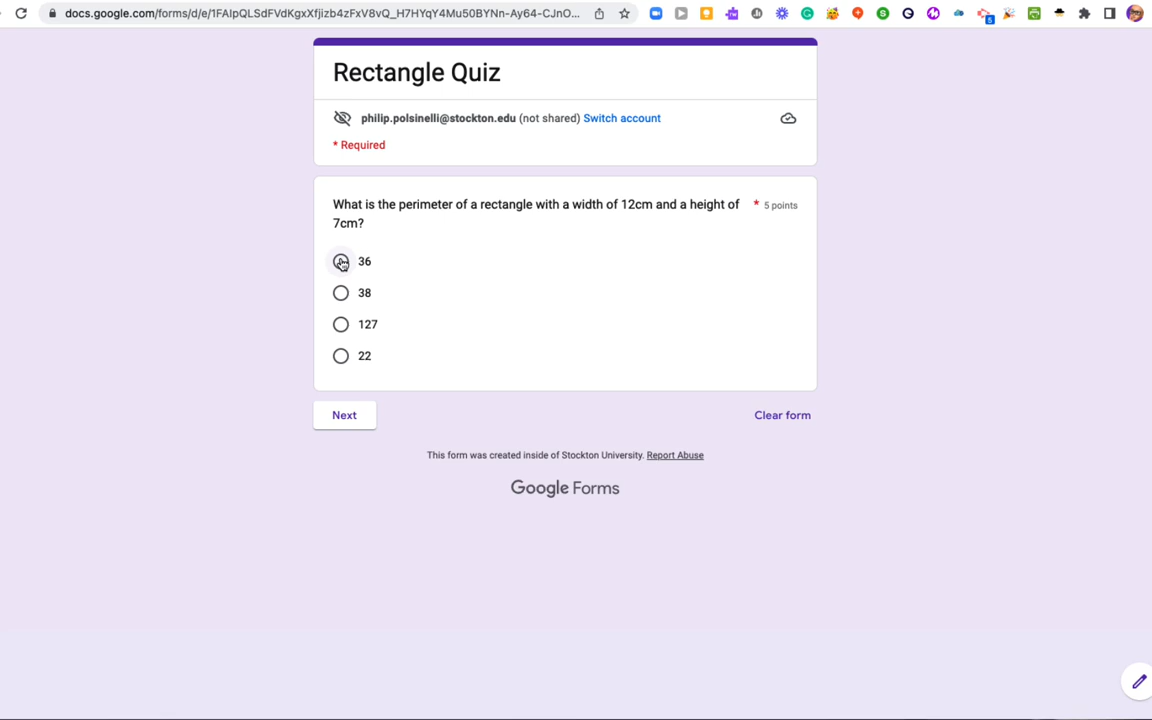 docs.google.com/forms/d/e/1FAIpQLSdFVdKgxXfjizb4zFxV8vQ_H7HYqY4Mu50BYNn-Ay64-CJnO...
5
Rectangle Quiz
philip.polsinelli@stockton.edu (not shared) Switch account
* Required
What is the perimeter of a rectangle with a width of 12cm and a height of * 5 points
7cm?
36
38
127
22
Next Clear form
This form was created inside of Stockton University. Report Abuse
Google Forms